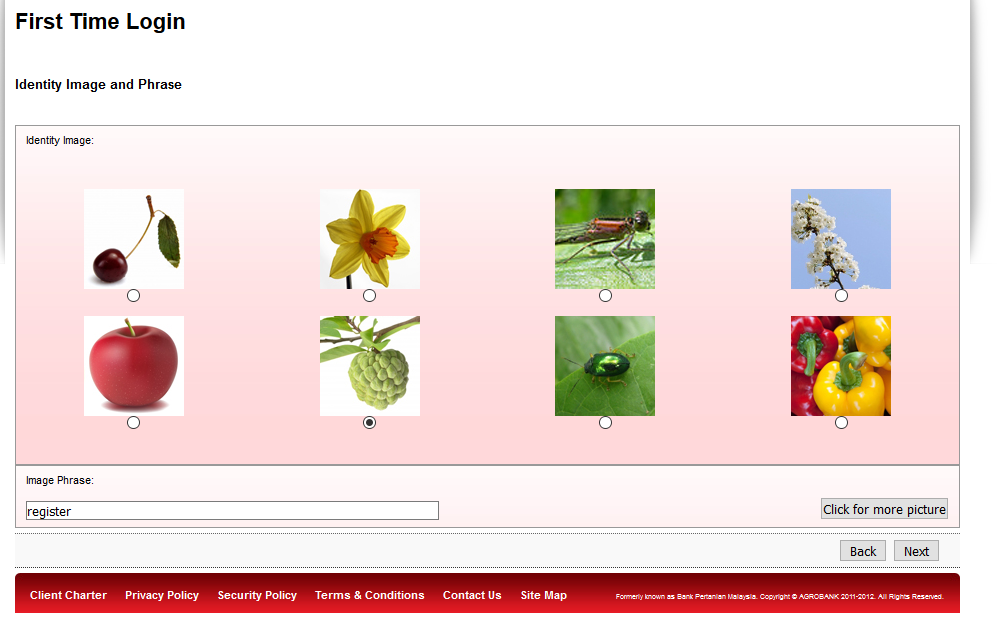 First Time Login
Identity Image and Phrase
Identity Image:
Image Phrase:
register
Click for more picture
Back Next
Client Charter Privacy Policy Security Policy Terms & Conditions Contact Us Site Map Formerly known as Bank Pertanian Malaysia. Copyright © AGROBANK 2011-2012. All Rights Reserved.